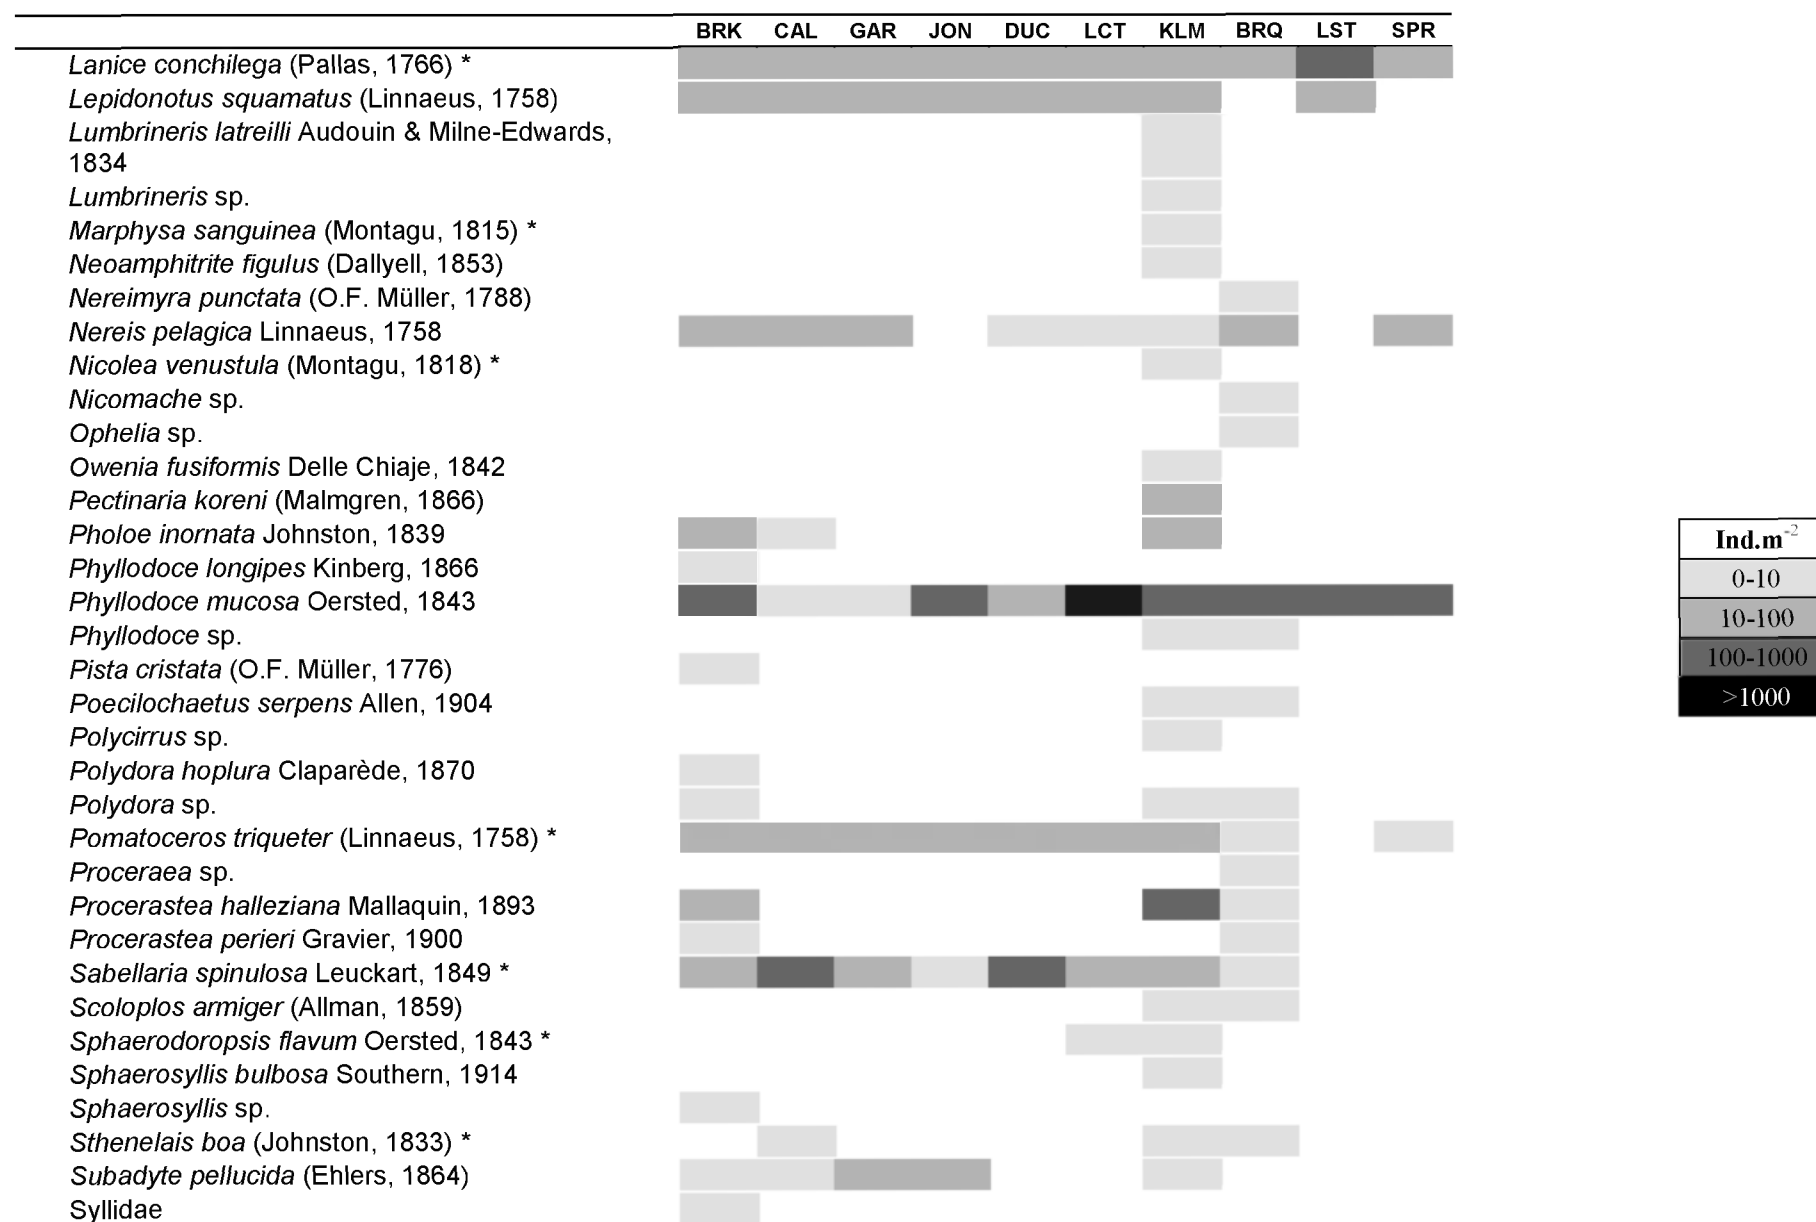 BRK CAL GAR JON DUC LCT KLM BRQ LST SPR
Lanice conchilega (Pallas, 1766) *
Lepidonotus squamatus (Linnaeus, 1758)
Lumbrineris latreilli Audouin & Milne-Edwards,
1834
Lumbrineris sp.
Marphysa sanguinea (Montagu, 1815) *
Neoamphitrite figulus (Dallyell, 1853)
Nereimyra punctata (O.F. Müller, 1788)
Nereis pelagica Linnaeus, 1758
Nicolea venustula (Montagu, 1818) *
Nicomache sp.
Ophelia sp.
Owenia fusiformis Delle Chiaje, 1842
Pectinaria koreni (Malmgren, 1866)
Pholoe inornata Johnston, 1839
Phyllodoce longipes Kinberg, 1866
Phyllodoce mucosa Oersted, 1843
Phyllodoce sp.
Pista cristata (O.F. Müller, 1776)
Poecilochaetus serpens Allen, 1904
Polycirrus sp.
Polydora hoplura Claparède, 1870
Polydora sp.
Pomatoceros triqueter (Linnaeus, 1758) *
Proceraea sp.
Procerastea halleziana Mallaquin, 1893
Procerastea perieri Gravier, 1900
Sabellaria spinulosa Leuckart, 1849 *
Scoloplos armiger (Allman, 1859)
Sphaerodoropsis flavum Oersted, 1843 *
Sphaerosyllis bulbosa Southern, 1914
Sphaerosyllis sp.
Sthenelais boa (Johnston, 1833) *
Subadyte pellucida (Ehlers, 1864)
Syllidae
Ind.m-2
0-10
10-100
100-1000
>1000